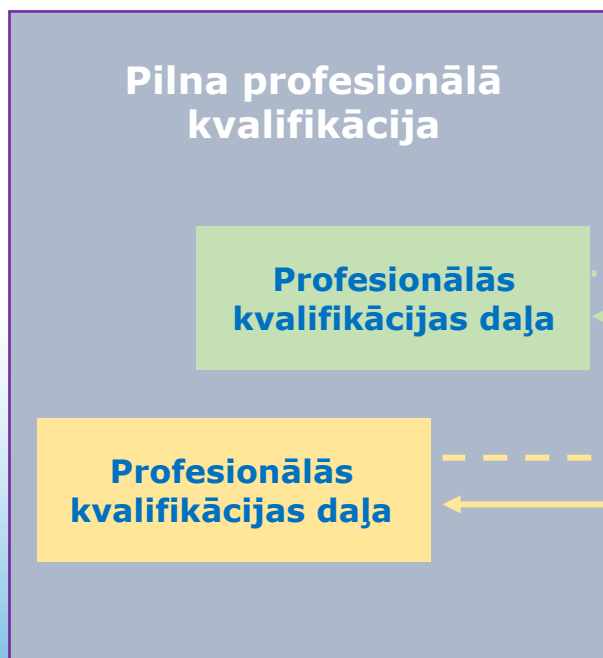 Pilna profesionālā
kvalifikācija
Profesionālās
kvalifikācijas daļa
Profesionālās
kvalifikācijas daļa